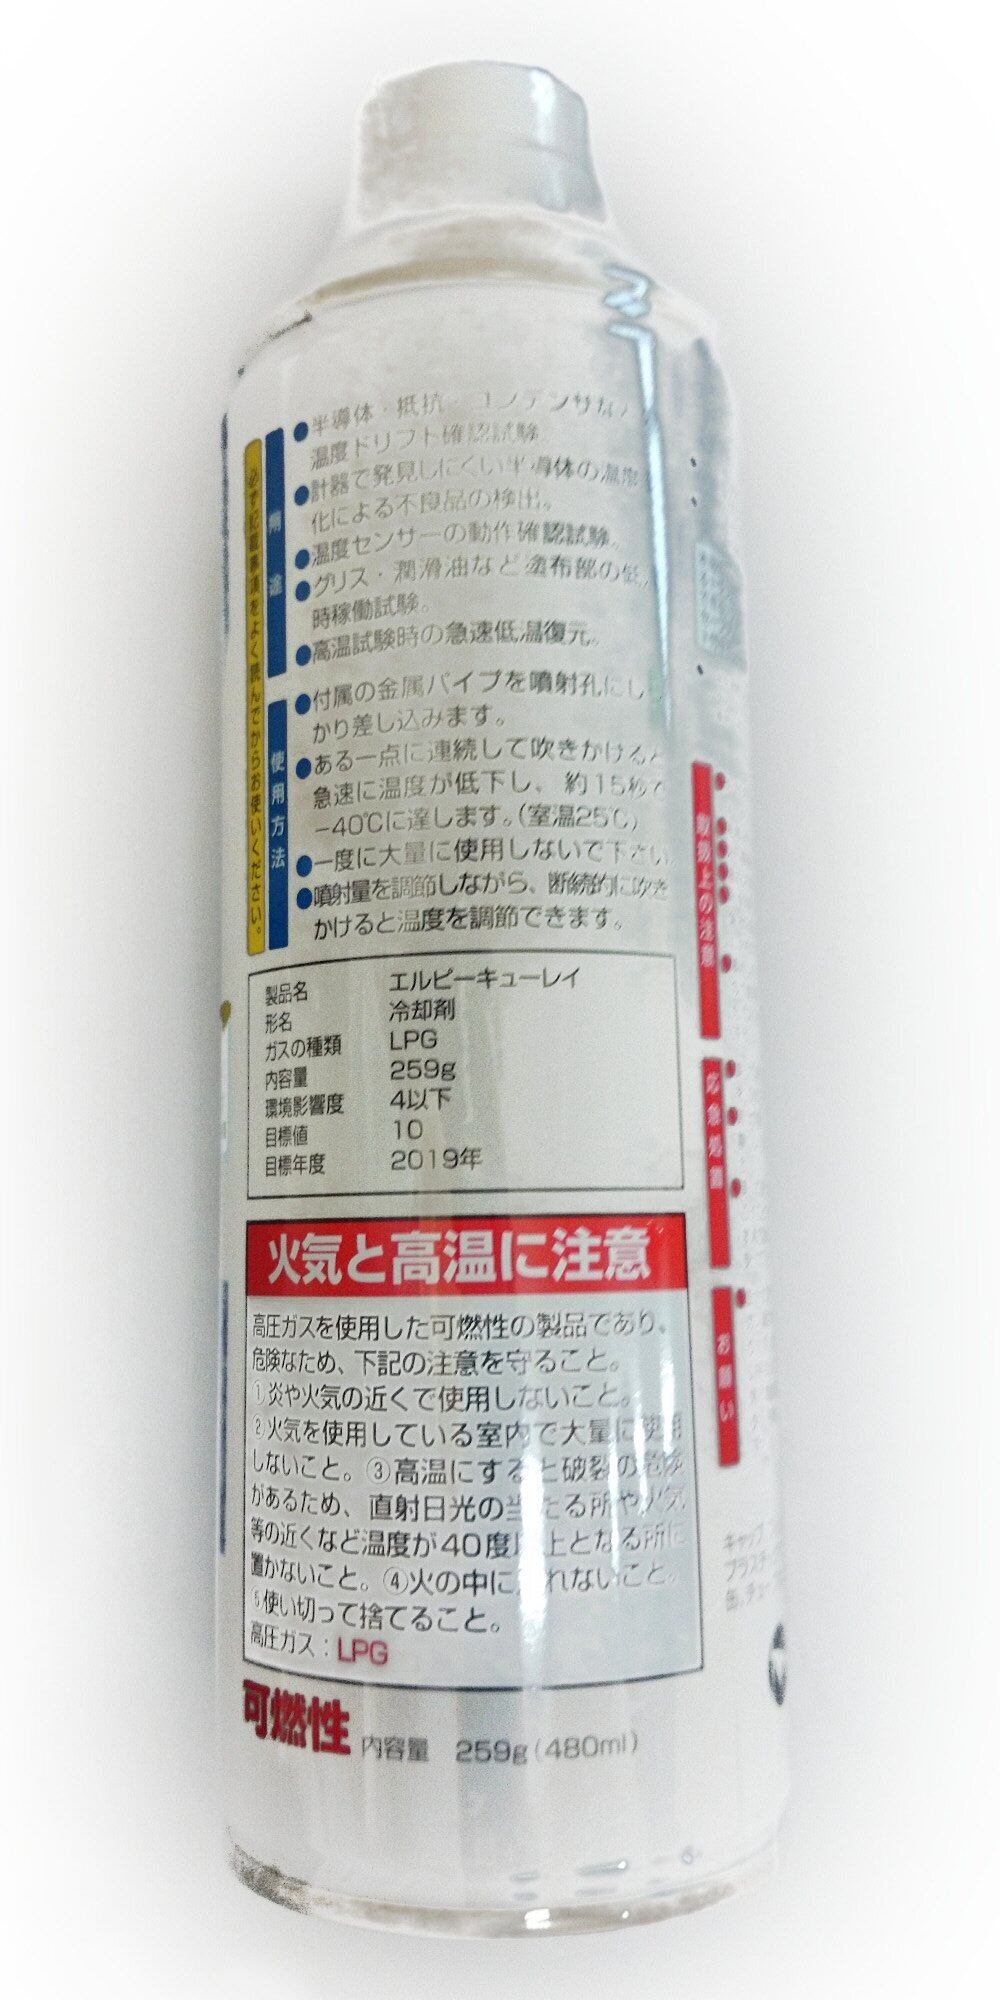 必ず記載事項をよく読んでからお使いください。
用途
●半導体・抵抗・コンデンサな
温度ドリフト確認試験。
●計器で発見しにくい半導体の温度
化による不良品の検出。
●温度センサーの動作確認試験。
●グリス・潤滑油など塗布部の低
時稼働試験。
●高温試験時の急速低温復元。
使用方法
●付属の金属パイプを噴射孔にし
かり差し込みます。
●ある一点に連続して吹きかけると
急速に温度が低下し、約15秒で
-40℃に達します。(室温25℃)
●一度に大量に使用しないで下さい。
●噴射量を調節しながら、断続的に吹き
かけると温度を調節できます。
製品名 エルピーキューレイ
形名 冷却剤
ガスの種類 LPG
内容量 259g
環境影響度 4以下
目標値 10
目標年度 2019年
火気と高温に注意
高圧ガスを使用した可燃性の製品であり、
危険なため、下記の注意を守ること。
①炎や火気の近くで使用しないこと。
②火気を使用している室内で大量に使用
しないこと。③高温にすると破裂の危険
があるため、直射日光の当たる所や火気
等の近くなど温度が40度以上となる所に
置かないこと。④火の中に入れないこと。
⑤使い切って捨てること。
高圧ガス:LPG
可燃性 内容量 259g(480ml)
取扱上の注意
応急処置
お願い
キャップ
プラスチ
缶、チュー